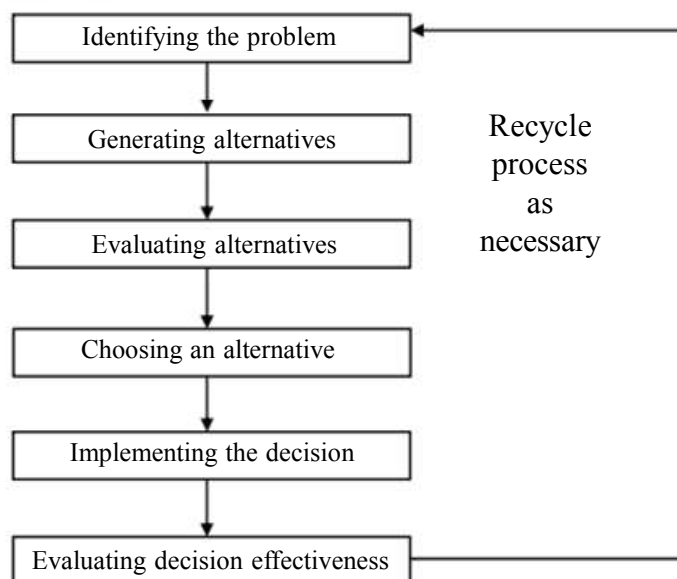 Identifying the problem
Generating alternatives
Evaluating alternatives
Choosing an alternative
Implementing the decision
Evaluating decision effectiveness
Recycle
process
as
necessary